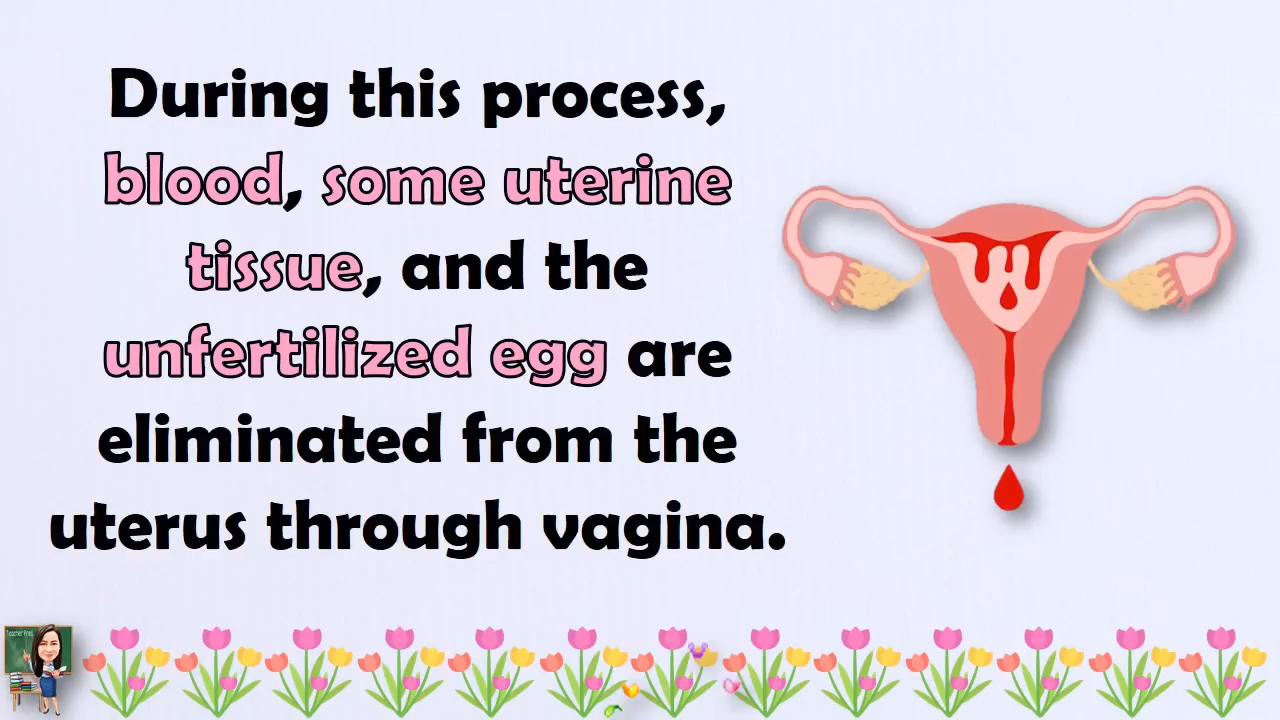 During this process,
blood, some uterine
tissue, and the
unfertilized egg are
eliminated from the
uterus through vagina.